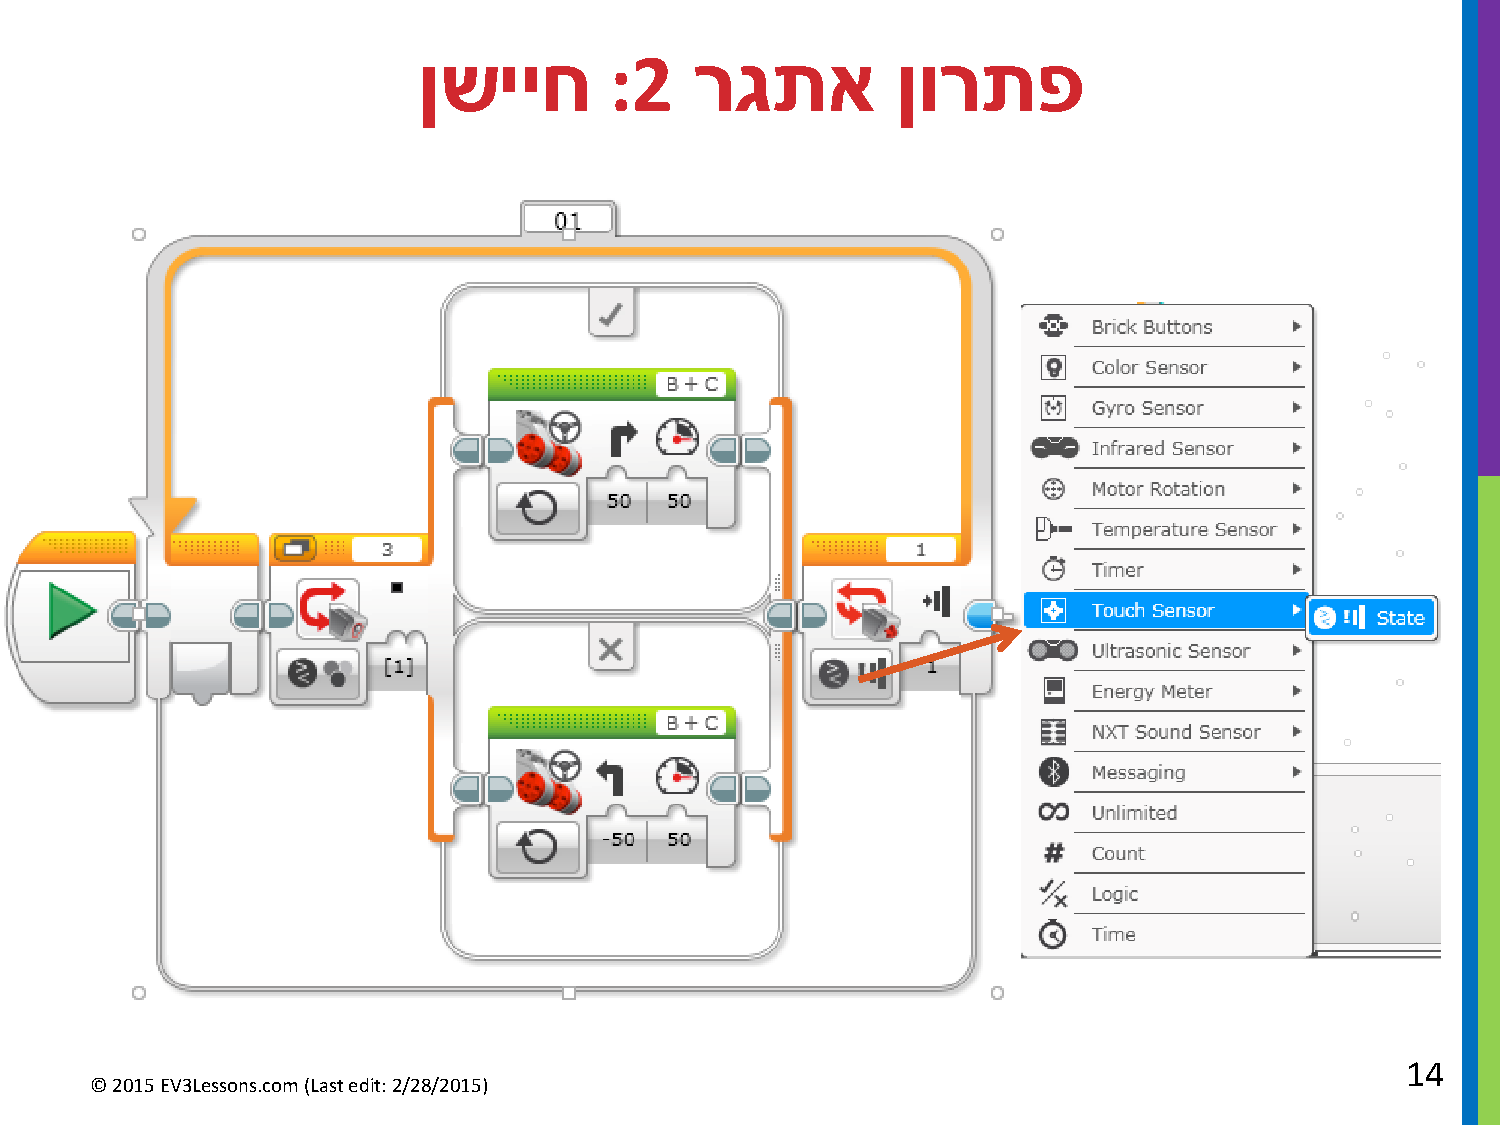 פתרון אתגר 2: חיישן
01
B + C
50 50
3
[1]
1
1
B + C
-50 50
Brick Buttons
Color Sensor
Gyro Sensor
Infrared Sensor
Motor Rotation
Temperature Sensor
Timer
Touch Sensor
State
Ultrasonic Sensor
Energy Meter
NXT Sound Sensor
Messaging
Unlimited
Count
Logic
Time
© 2015 EV3Lessons.com (Last edit: 2/28/2015)
14